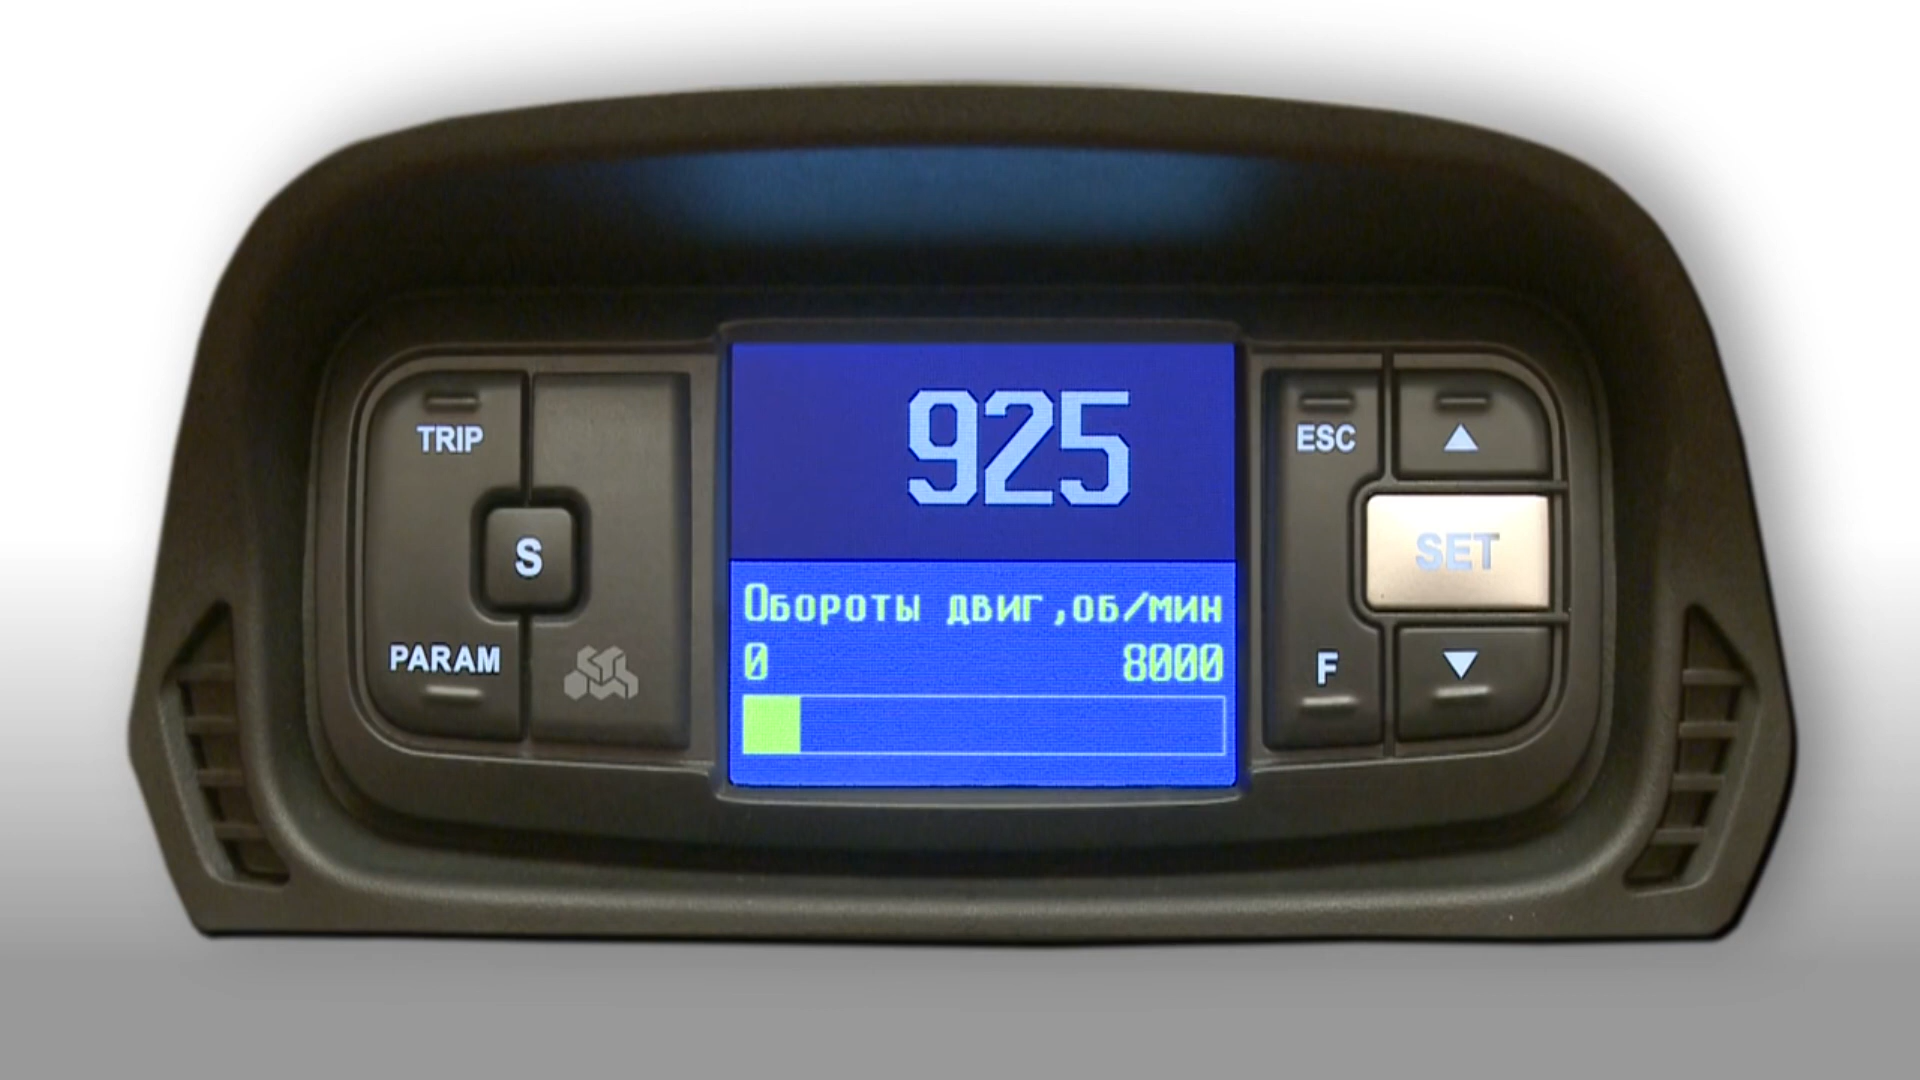 925
Обороты двиг,об/мин
0 8000
TRIP
S
PARAM
ESC
▲
SET
F
▼